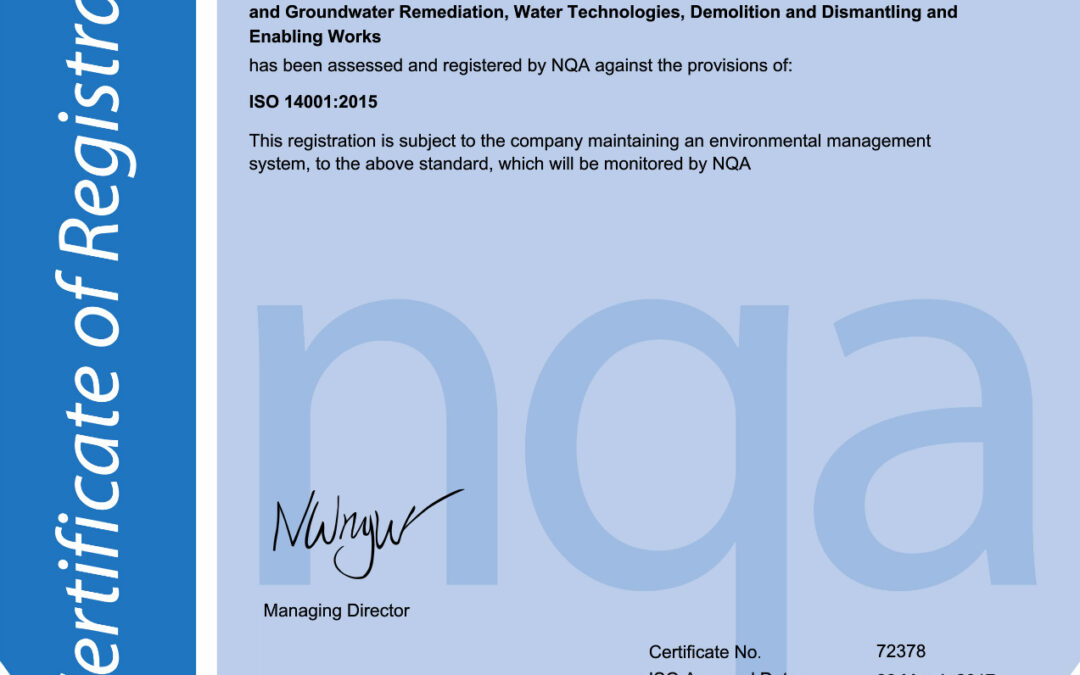 and Groundwater Remediation, Water Technologies, Demolition and Dismantling and
Enabling Works
has been assessed and registered by NQA against the provisions of:
ISO 14001:2015
This registration is subject to the company maintaining an environmental management
system, to the above standard, which will be monitored by NQA
nqa
Managing Director
Certificate No. 72378
ertificate of Registra